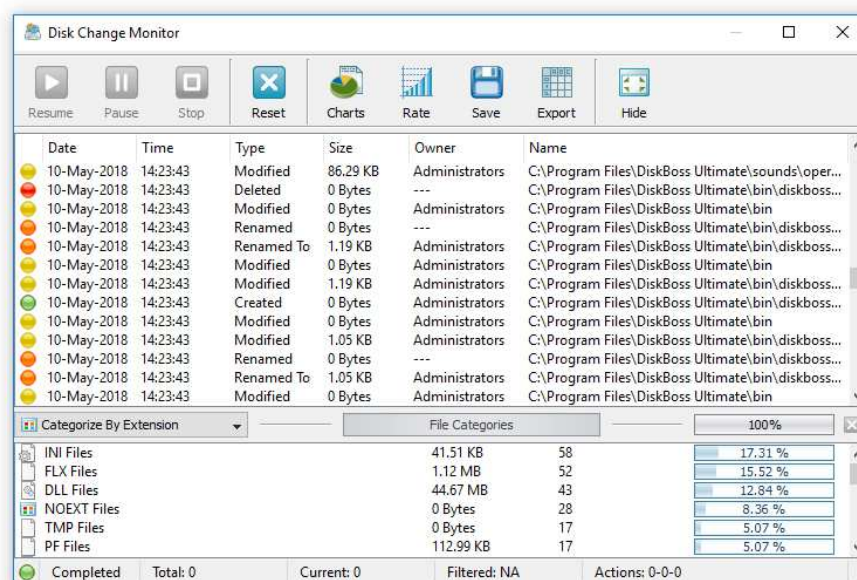 Disk Change Monitor
Resume Pause Stop Reset Charts Rate Save Export Hide
Date Time Type Size Owner Name
10-May-2018 14:23:43 Modified 86.29 KB Administrators C:\Program Files\DiskBoss Ultimate\sounds\oper...
10-May-2018 14:23:43 Deleted 0 Bytes --- C:\Program Files\DiskBoss Ultimate\bin\diskboss...
10-May-2018 14:23:43 Modified 0 Bytes Administrators C:\Program Files\DiskBoss Ultimate\bin
10-May-2018 14:23:43 Renamed 0 Bytes --- C:\Program Files\DiskBoss Ultimate\bin\diskboss...
10-May-2018 14:23:43 Renamed To 1.19 KB Administrators C:\Program Files\DiskBoss Ultimate\bin\diskboss...
10-May-2018 14:23:43 Modified 0 Bytes Administrators C:\Program Files\DiskBoss Ultimate\bin
10-May-2018 14:23:43 Modified 1.19 KB Administrators C:\Program Files\DiskBoss Ultimate\bin\diskboss...
10-May-2018 14:23:43 Created 0 Bytes Administrators C:\Program Files\DiskBoss Ultimate\bin\diskboss...
10-May-2018 14:23:43 Modified 0 Bytes Administrators C:\Program Files\DiskBoss Ultimate\bin
10-May-2018 14:23:43 Modified 1.05 KB Administrators C:\Program Files\DiskBoss Ultimate\bin\diskboss...
10-May-2018 14:23:43 Renamed 0 Bytes --- C:\Program Files\DiskBoss Ultimate\bin\diskboss...
10-May-2018 14:23:43 Renamed To 1.05 KB Administrators C:\Program Files\DiskBoss Ultimate\bin\diskboss...
10-May-2018 14:23:43 Modified 0 Bytes Administrators C:\Program Files\DiskBoss Ultimate\bin
Categorize By Extension File Categories 100%
INI Files 41.51 KB 58 17.31 %
FLX Files 1.12 MB 52 15.52 %
DLL Files 44.67 MB 43 12.84 %
NOEXT Files 0 Bytes 28 8.36 %
TMP Files 0 Bytes 17 5.07 %
PF Files 112.99 KB 17 5.07 %
Completed Total: 0 Current: 0 Filtered: NA Actions: 0-0-0